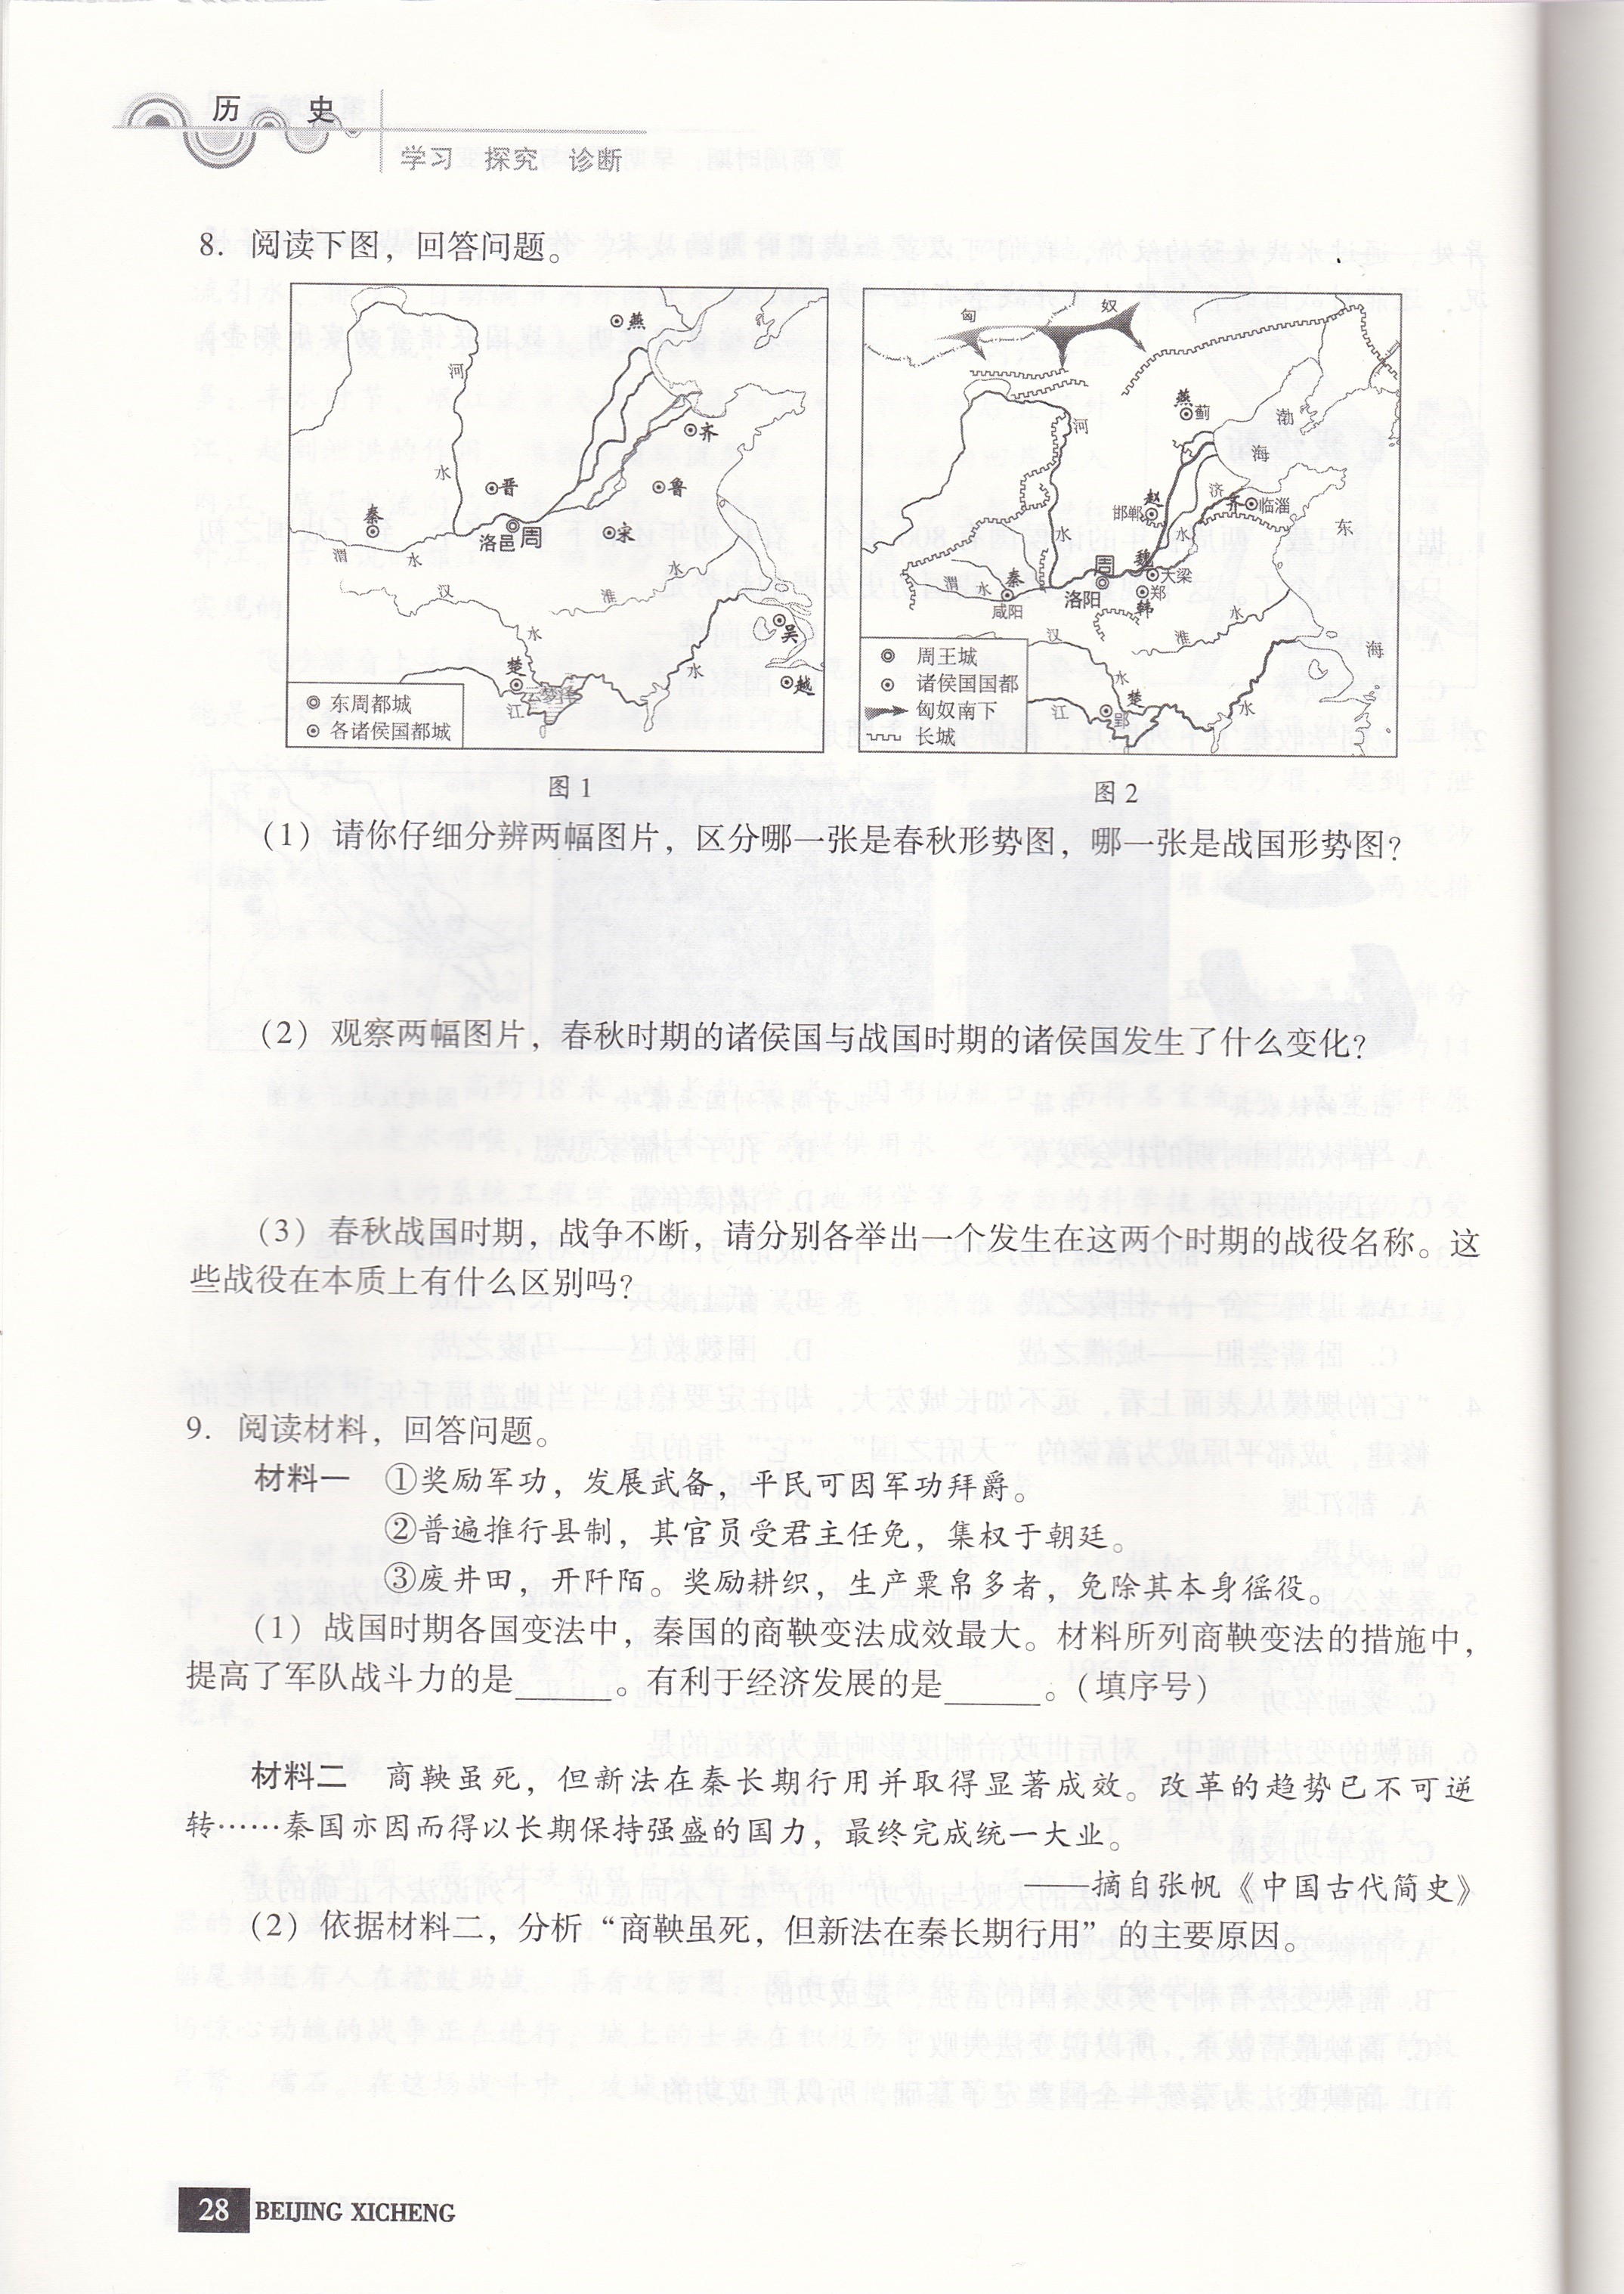 历 史
学习 探究 诊断
8. 阅读下图，回答问题。
燕
河
齐
水
晋
鲁
秦
洛邑
周
宋
渭
水
汉
淮
水
水
吴
楚
水
越
云梦泽
江
东周都城
各诸侯国都城
图 1
匈
奴
燕
蓟
渤
河
海
赵
济
齐
临淄
邯郸
东
水
水
魏
周
渭
水
秦
大梁
咸阳
洛阳
郑
韩
汉
淮
水
海
水
楚
江
郢
水
周王城
诸侯国国都
匈奴南下
长城
图 2
（1）请你仔细分辨两幅图片，区分哪一张是春秋形势图，哪一张是战国形势图？
（2）观察两幅图片，春秋时期的诸侯国与战国时期的诸侯国发生了什么变化？
（3）春秋战国时期，战争不断，请分别各举出一个发生在这两个时期的战役名称。这
些战役在本质上有什么区别吗？
9. 阅读材料，回答问题。
材料一 ①奖励军功，发展武备，平民可因军功拜爵。
②普遍推行县制，其官员受君主任免，集权于朝廷。
③废井田，开阡陌。奖励耕织，生产粟帛多者，免除其本身徭役。
（1）战国时期各国变法中，秦国的商鞅变法成效最大。材料所列商鞅变法的措施中，
提高了军队战斗力的是______。有利于经济发展的是______。（填序号）
材料二 商鞅虽死，但新法在秦长期行用并取得显著成效。改革的趋势已不可逆
转……秦国亦因而得以长期保持强盛的国力，最终完成统一大业。
——摘自张帆《中国古代简史》
（2）依据材料二，分析“商鞅虽死，但新法在秦长期行用”的主要原因。
28 BEIJING XICHENG